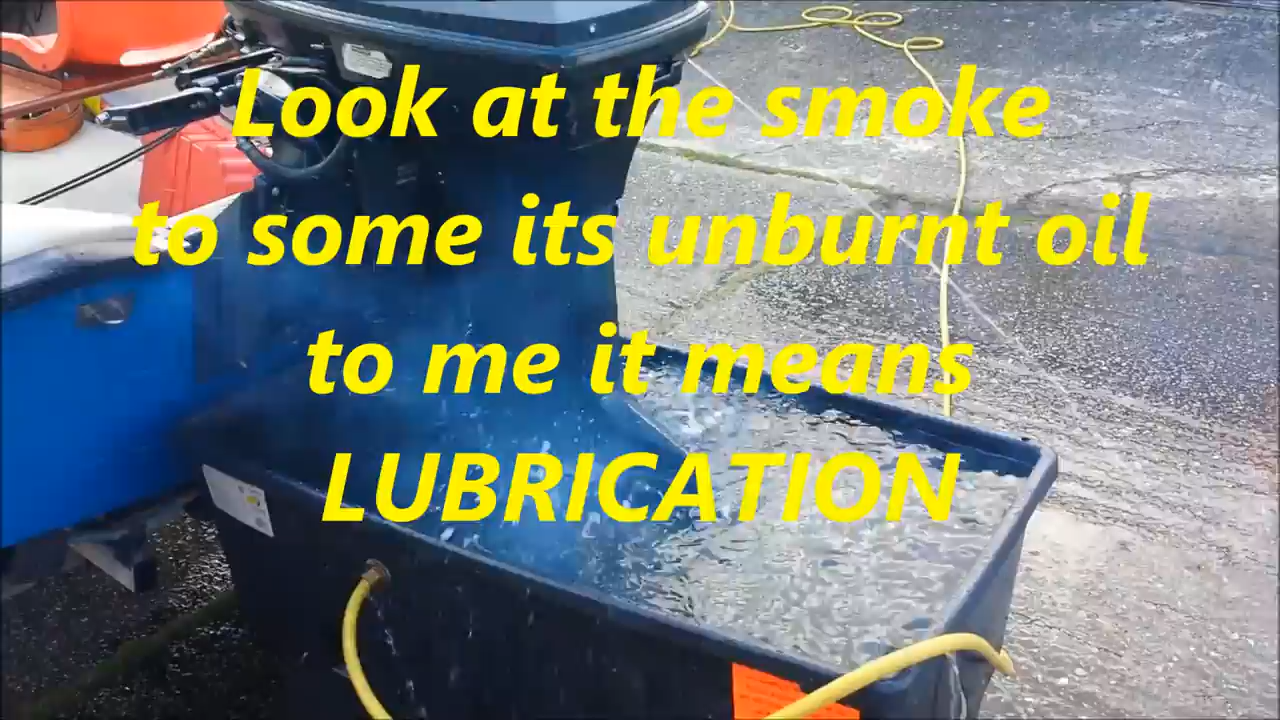 Look at the smoke
to some its unburnt oil
to me it means
LUBRICATION